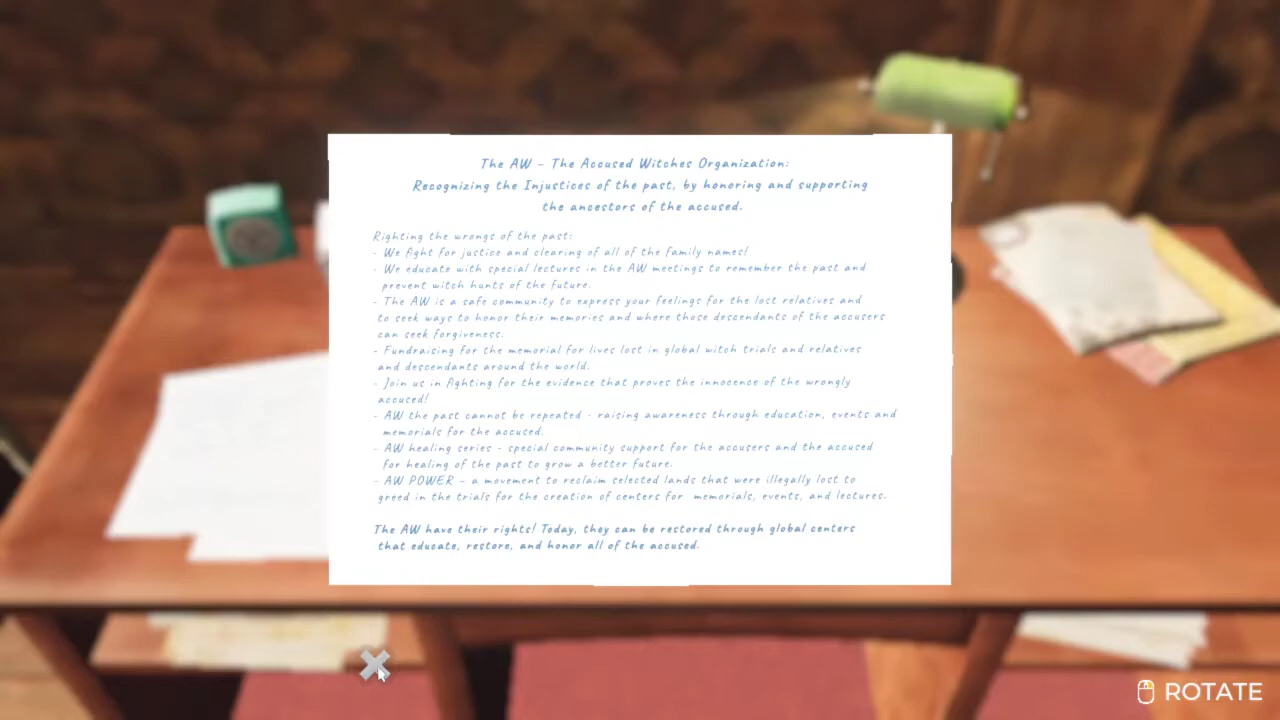 The AW – The Accused Witches Organization:
Recognizing the Injustices of the past, by honoring and supporting
the ancestors of the accused.
Righting the wrongs of the past:
- We fight for justice and clearing of all of the family names!
- We educate with special lectures in the AW meetings to remember the past and
prevent witch hunts of the future.
- The AW is a safe community to express your feelings for the lost relatives and
to seek ways to honor their memories and where those descendants of the accusers
can seek forgiveness.
- Fundraising for the memorial for lives lost in global witch trials and relatives
and descendants around the world.
- Join us in fighting for the evidence that proves the innocence of the wrongly
accused!
- AW the past cannot be repeated - raising awareness through education, events and
memorials for the accused.
- AW healing series - special community support for the accusers and the accused
for healing of the past to grow a better future.
- AW POWER – a movement to reclaim selected lands that were illegally lost to
greed in the trials for the creation of centers for memorials, events, and lectures.
The AW have their rights! Today, they can be restored through global centers
that educate, restore, and honor all of the accused.
ROTATE